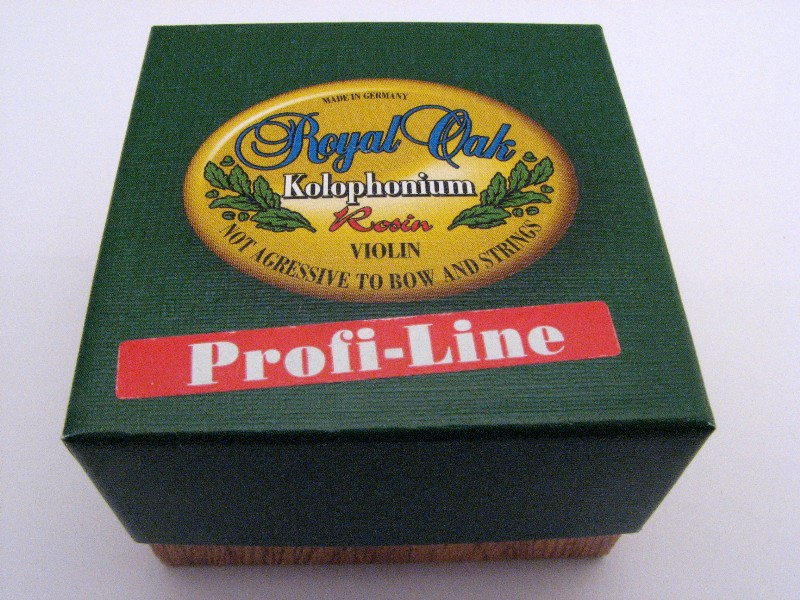 MADE IN GERMANY
Royal Oak
Kolophonium
Rosin
VIOLIN
NOT AGRESSIVE TO BOW AND STRINGS
Profi-Line